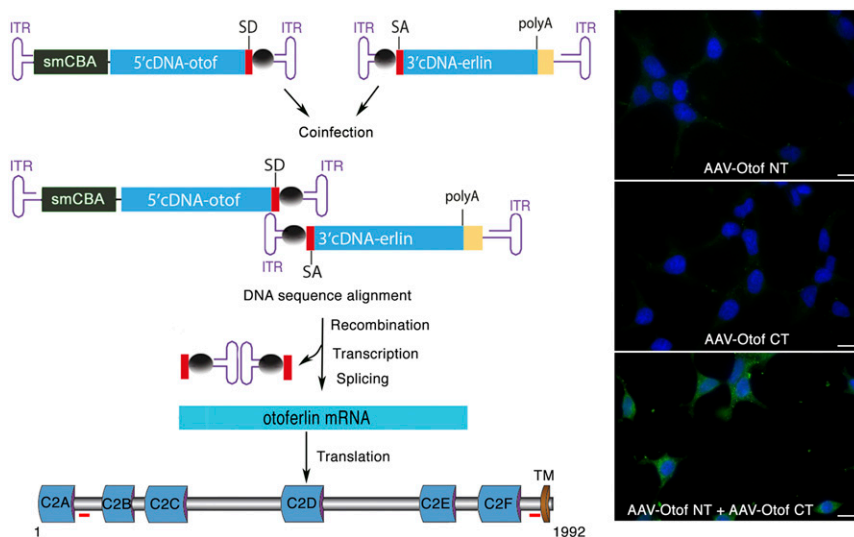 ITR
SD
ITR
smCBA
5'cDNA-otof
ITR
SA
polyA
ITR
3'cDNA-erlin
Coinfection
ITR
SD
ITR
smCBA
5'cDNA-otof
polyA
ITR
3'cDNA-erlin
ITR
SA
DNA sequence alignment
Recombination
Transcription
Splicing
otoferlin mRNA
Translation
TM
C2A
C2B
C2C
C2D
C2E
C2F
1
1992
AAV-Otof NT
AAV-Otof CT
AAV-Otof NT + AAV-Otof CT